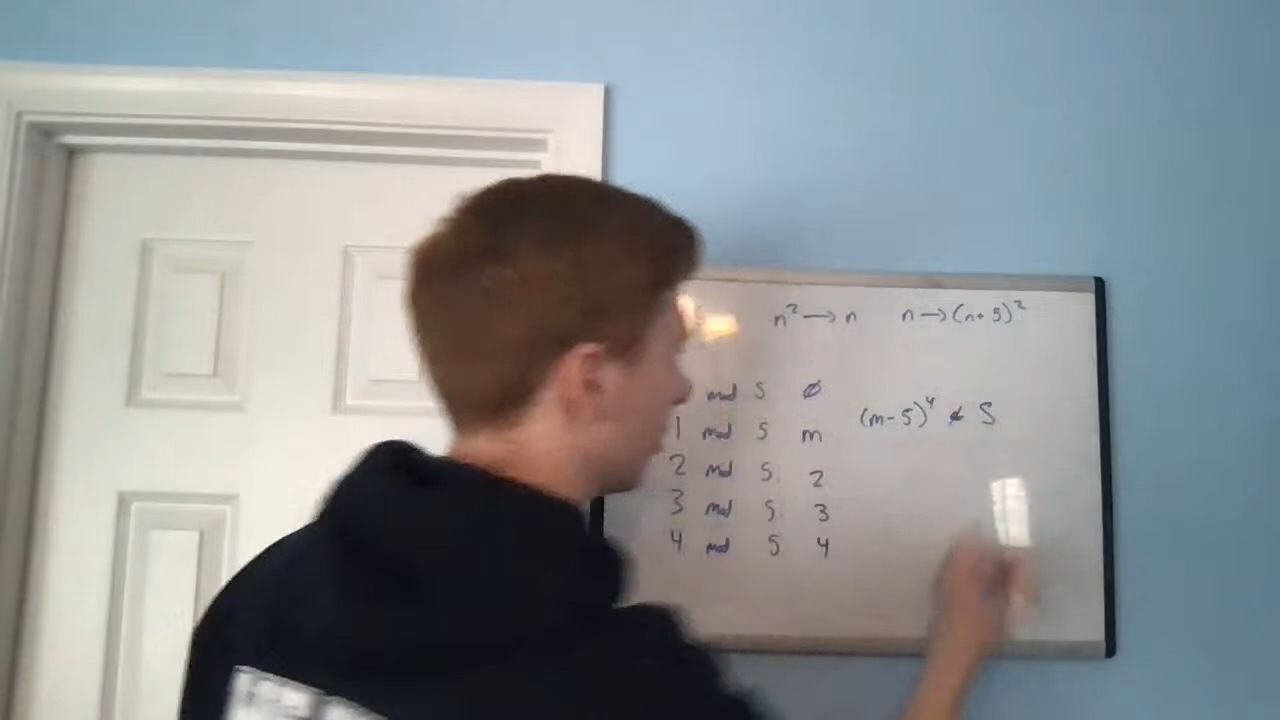 n² → n    n → (n+5)²
mod 5 ø
1 mod 5 m    (m-5)⁴ ∉ S
2 mod 5. 2
3 mod 5. 3
4 mod 5 4